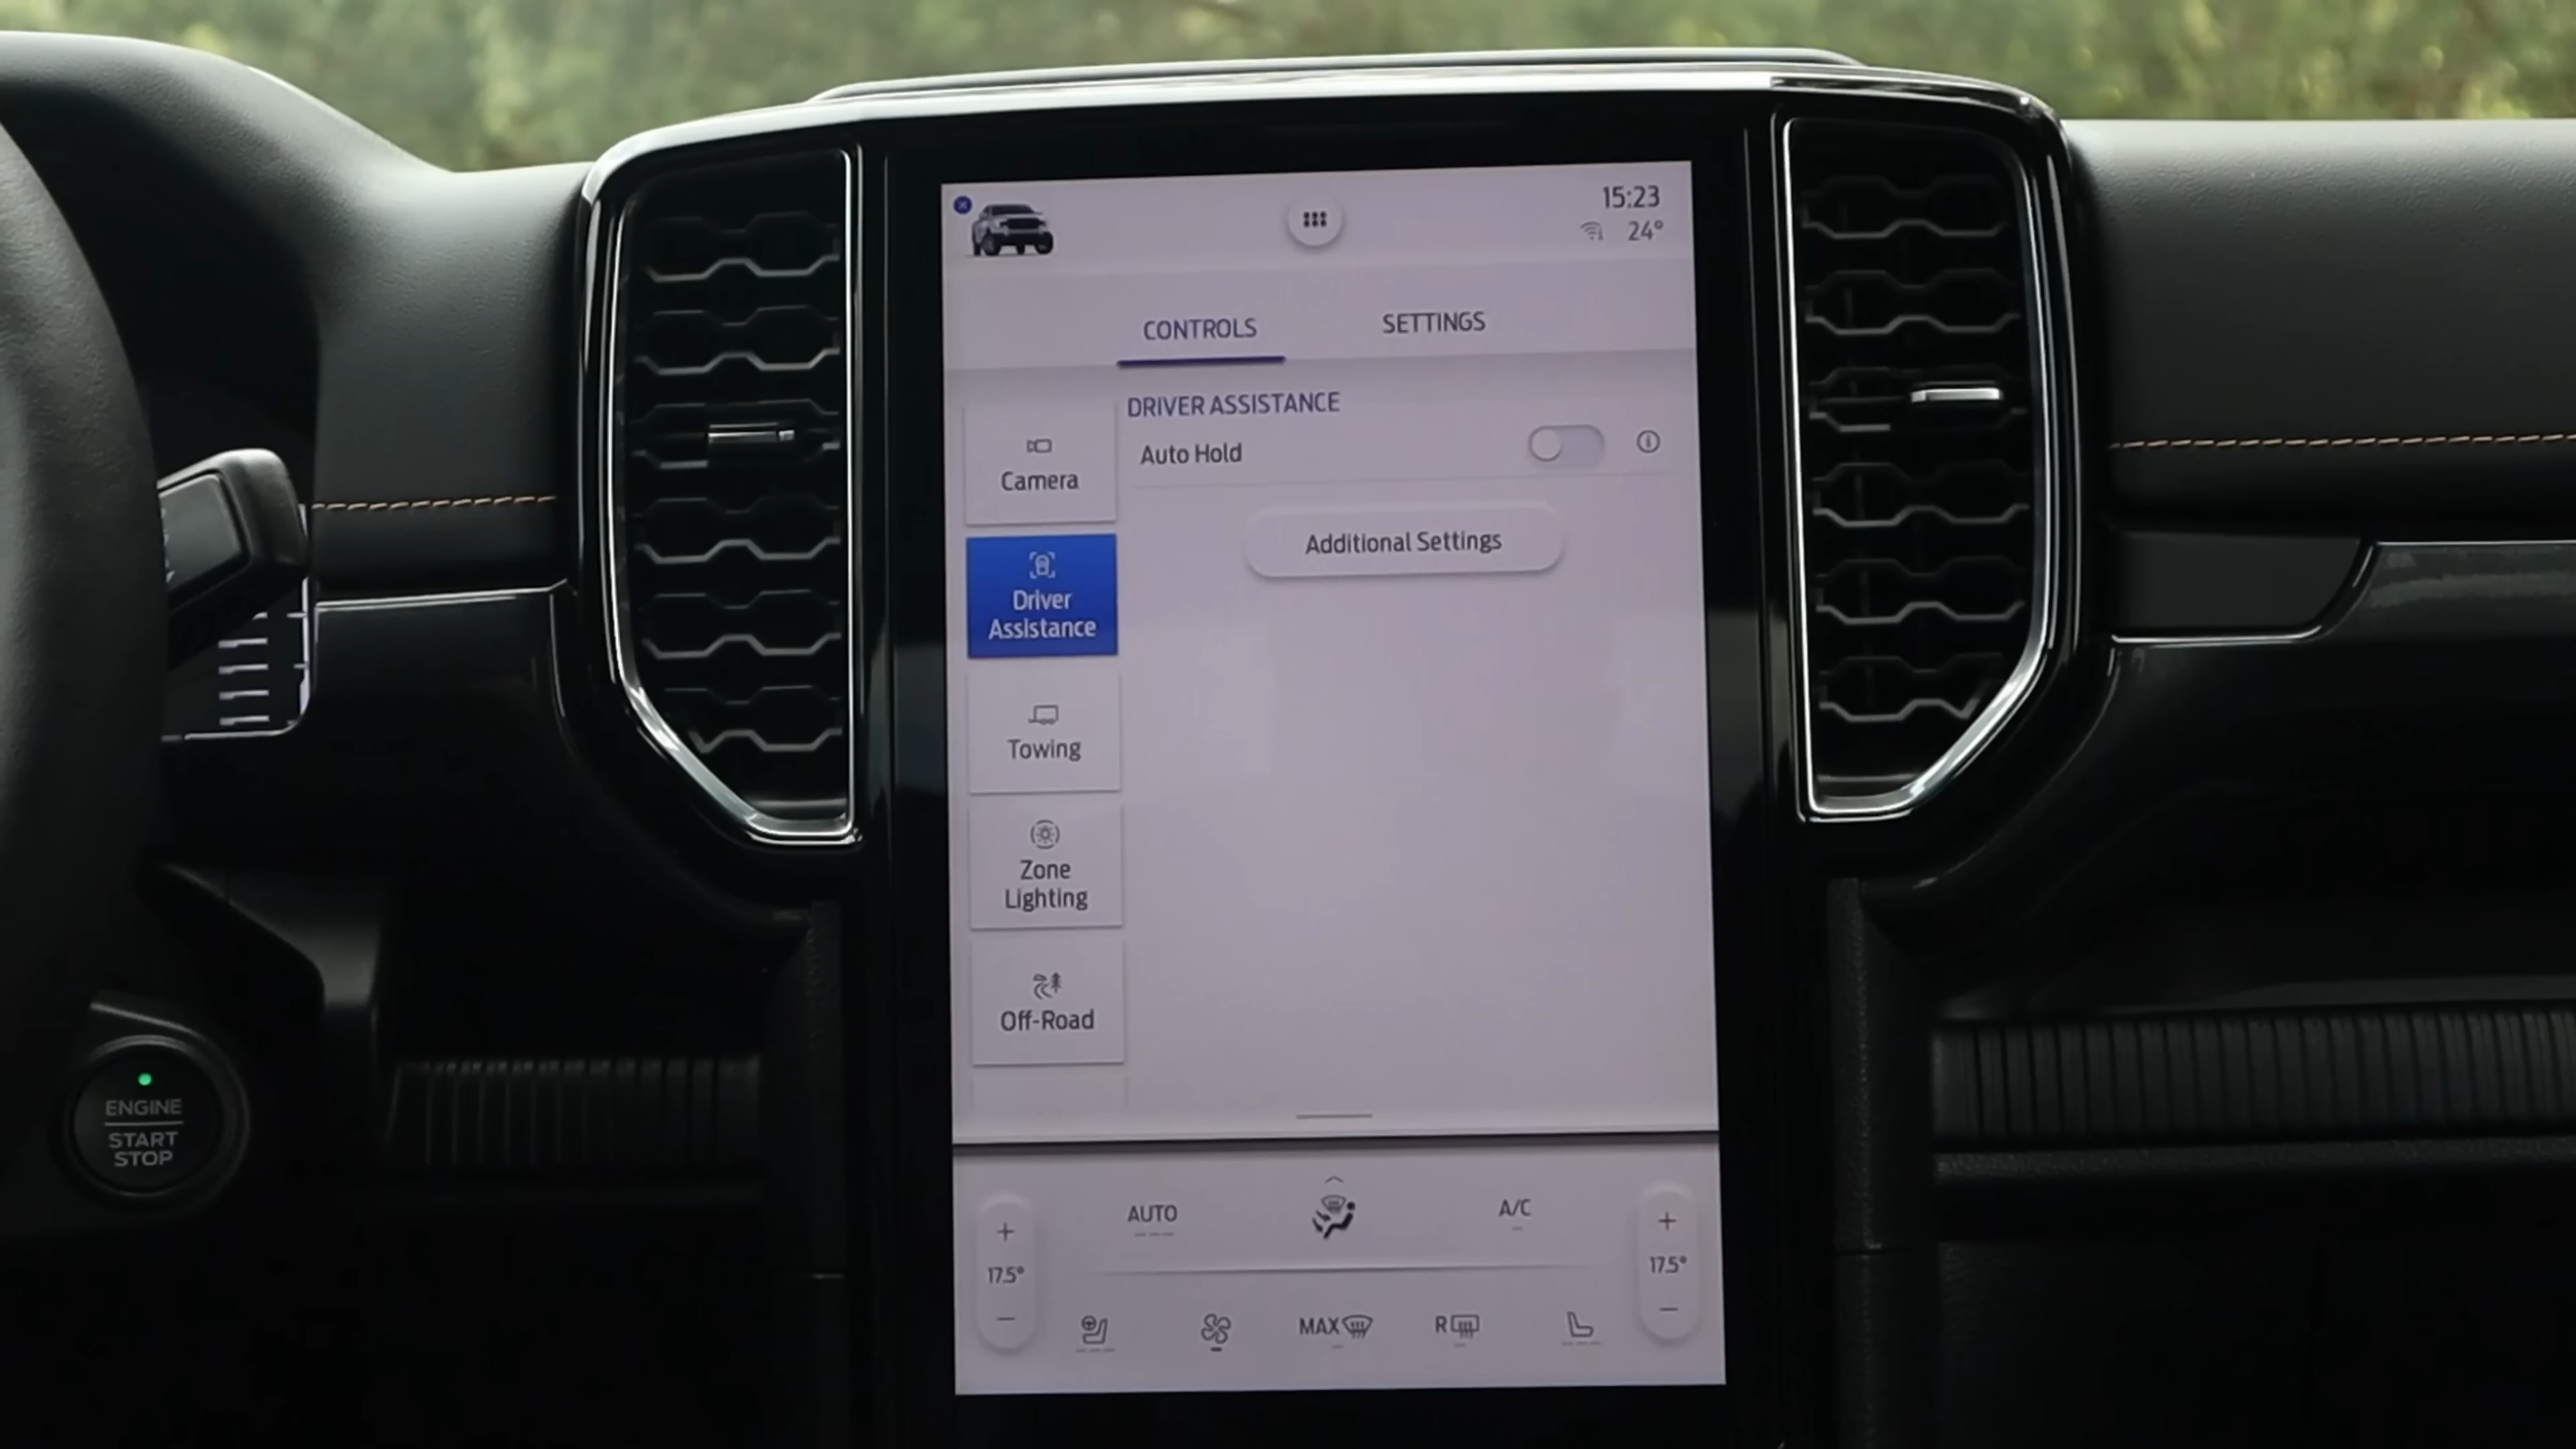 15:23
24°
CONTROLS SETTINGS
DRIVER ASSISTANCE
Auto Hold
Additional Settings
Camera
Driver
Assistance
Towing
Zone
Lighting
Off-Road
ENGINE
START
STOP
AUTO A/C
17.5° 17.5°
MAX R